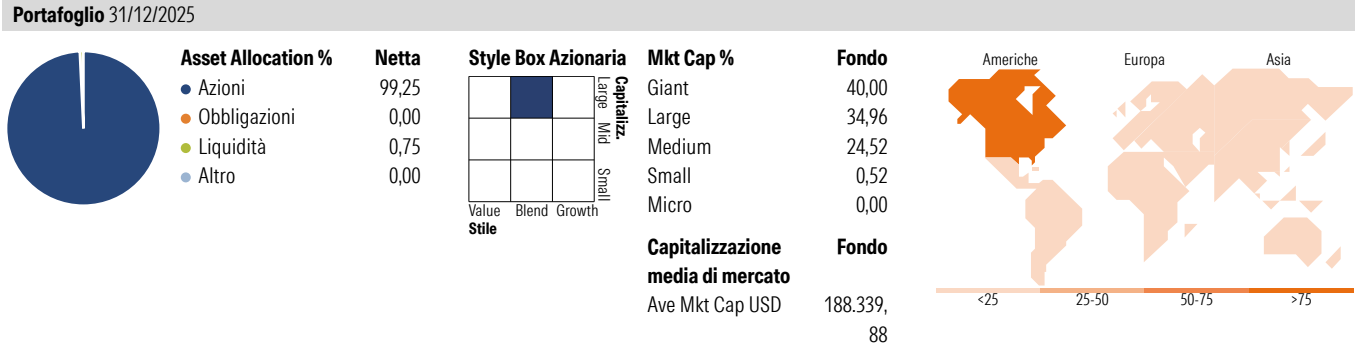 Portafoglio 31/12/2025
Asset Allocation % Netta
Azioni 99,25
Obbligazioni 0,00
Liquidità 0,75
Altro 0,00
Style Box Azionaria
Capitalizz.
Large Mid Small
Value Blend Growth
Stile
Mkt Cap % Fondo
Giant 40,00
Large 34,96
Medium 24,52
Small 0,52
Micro 0,00
Capitalizzazione Fondo
media di mercato
Ave Mkt Cap USD 188.339,
88
Americhe Europa Asia
<25 25-50 50-75 >75